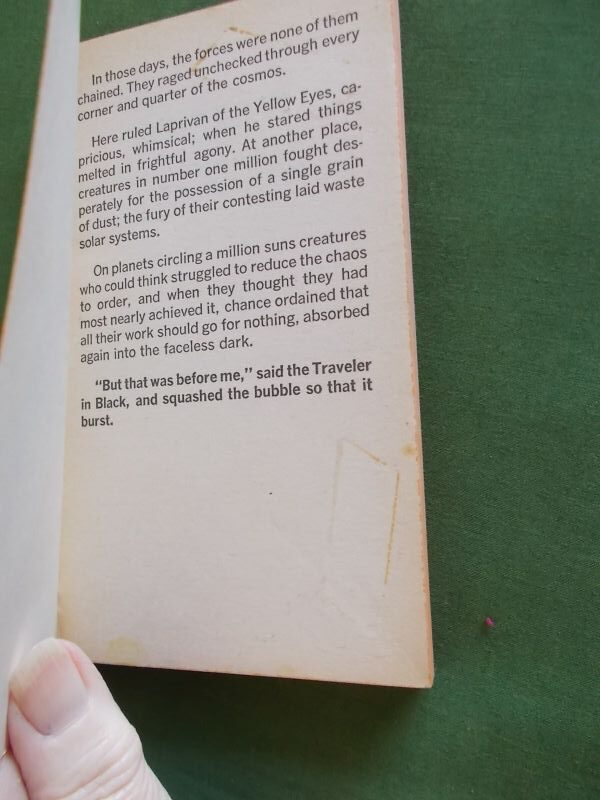 In those days, the forces were none of them
chained. They raged unchecked through every
corner and quarter of the cosmos.
Here ruled Laprivan of the Yellow Eyes, ca-
pricious, whimsical; when he stared things
melted in frightful agony. At another place,
creatures in number one million fought des-
perately for the possession of a single grain
of dust; the fury of their contesting laid waste
solar systems.
On planets circling a million suns creatures
who could think struggled to reduce the chaos
to order, and when they thought they had
most nearly achieved it, chance ordained that
all their work should go for nothing, absorbed
again into the faceless dark.
“But that was before me,” said the Traveler
in Black, and squashed the bubble so that it
burst.